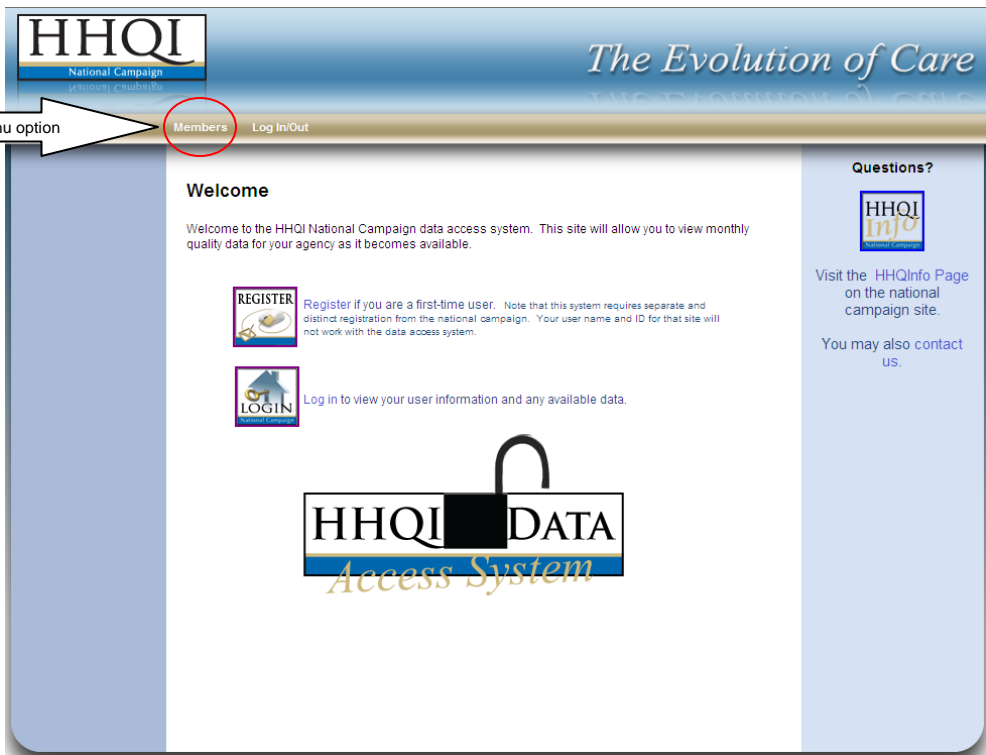 HHQI
National Campaign
The Evolution of Care
nu option
Members Log In/Out
Welcome
Welcome to the HHQI National Campaign data access system. This site will allow you to view monthly
quality data for your agency as it becomes available.
REGISTER
Register if you are a first-time user. Note that this system requires separate and
distinct registration from the national campaign. Your user name and ID for that site will
not work with the data access system.
LOGIN
National Campaign
Log in to view your user information and any available data.
HHQI DATA
Access System
Questions?
HHQI
Info
National Campaign
Visit the HHQInfo Page
on the national
campaign site.
You may also contact
us.